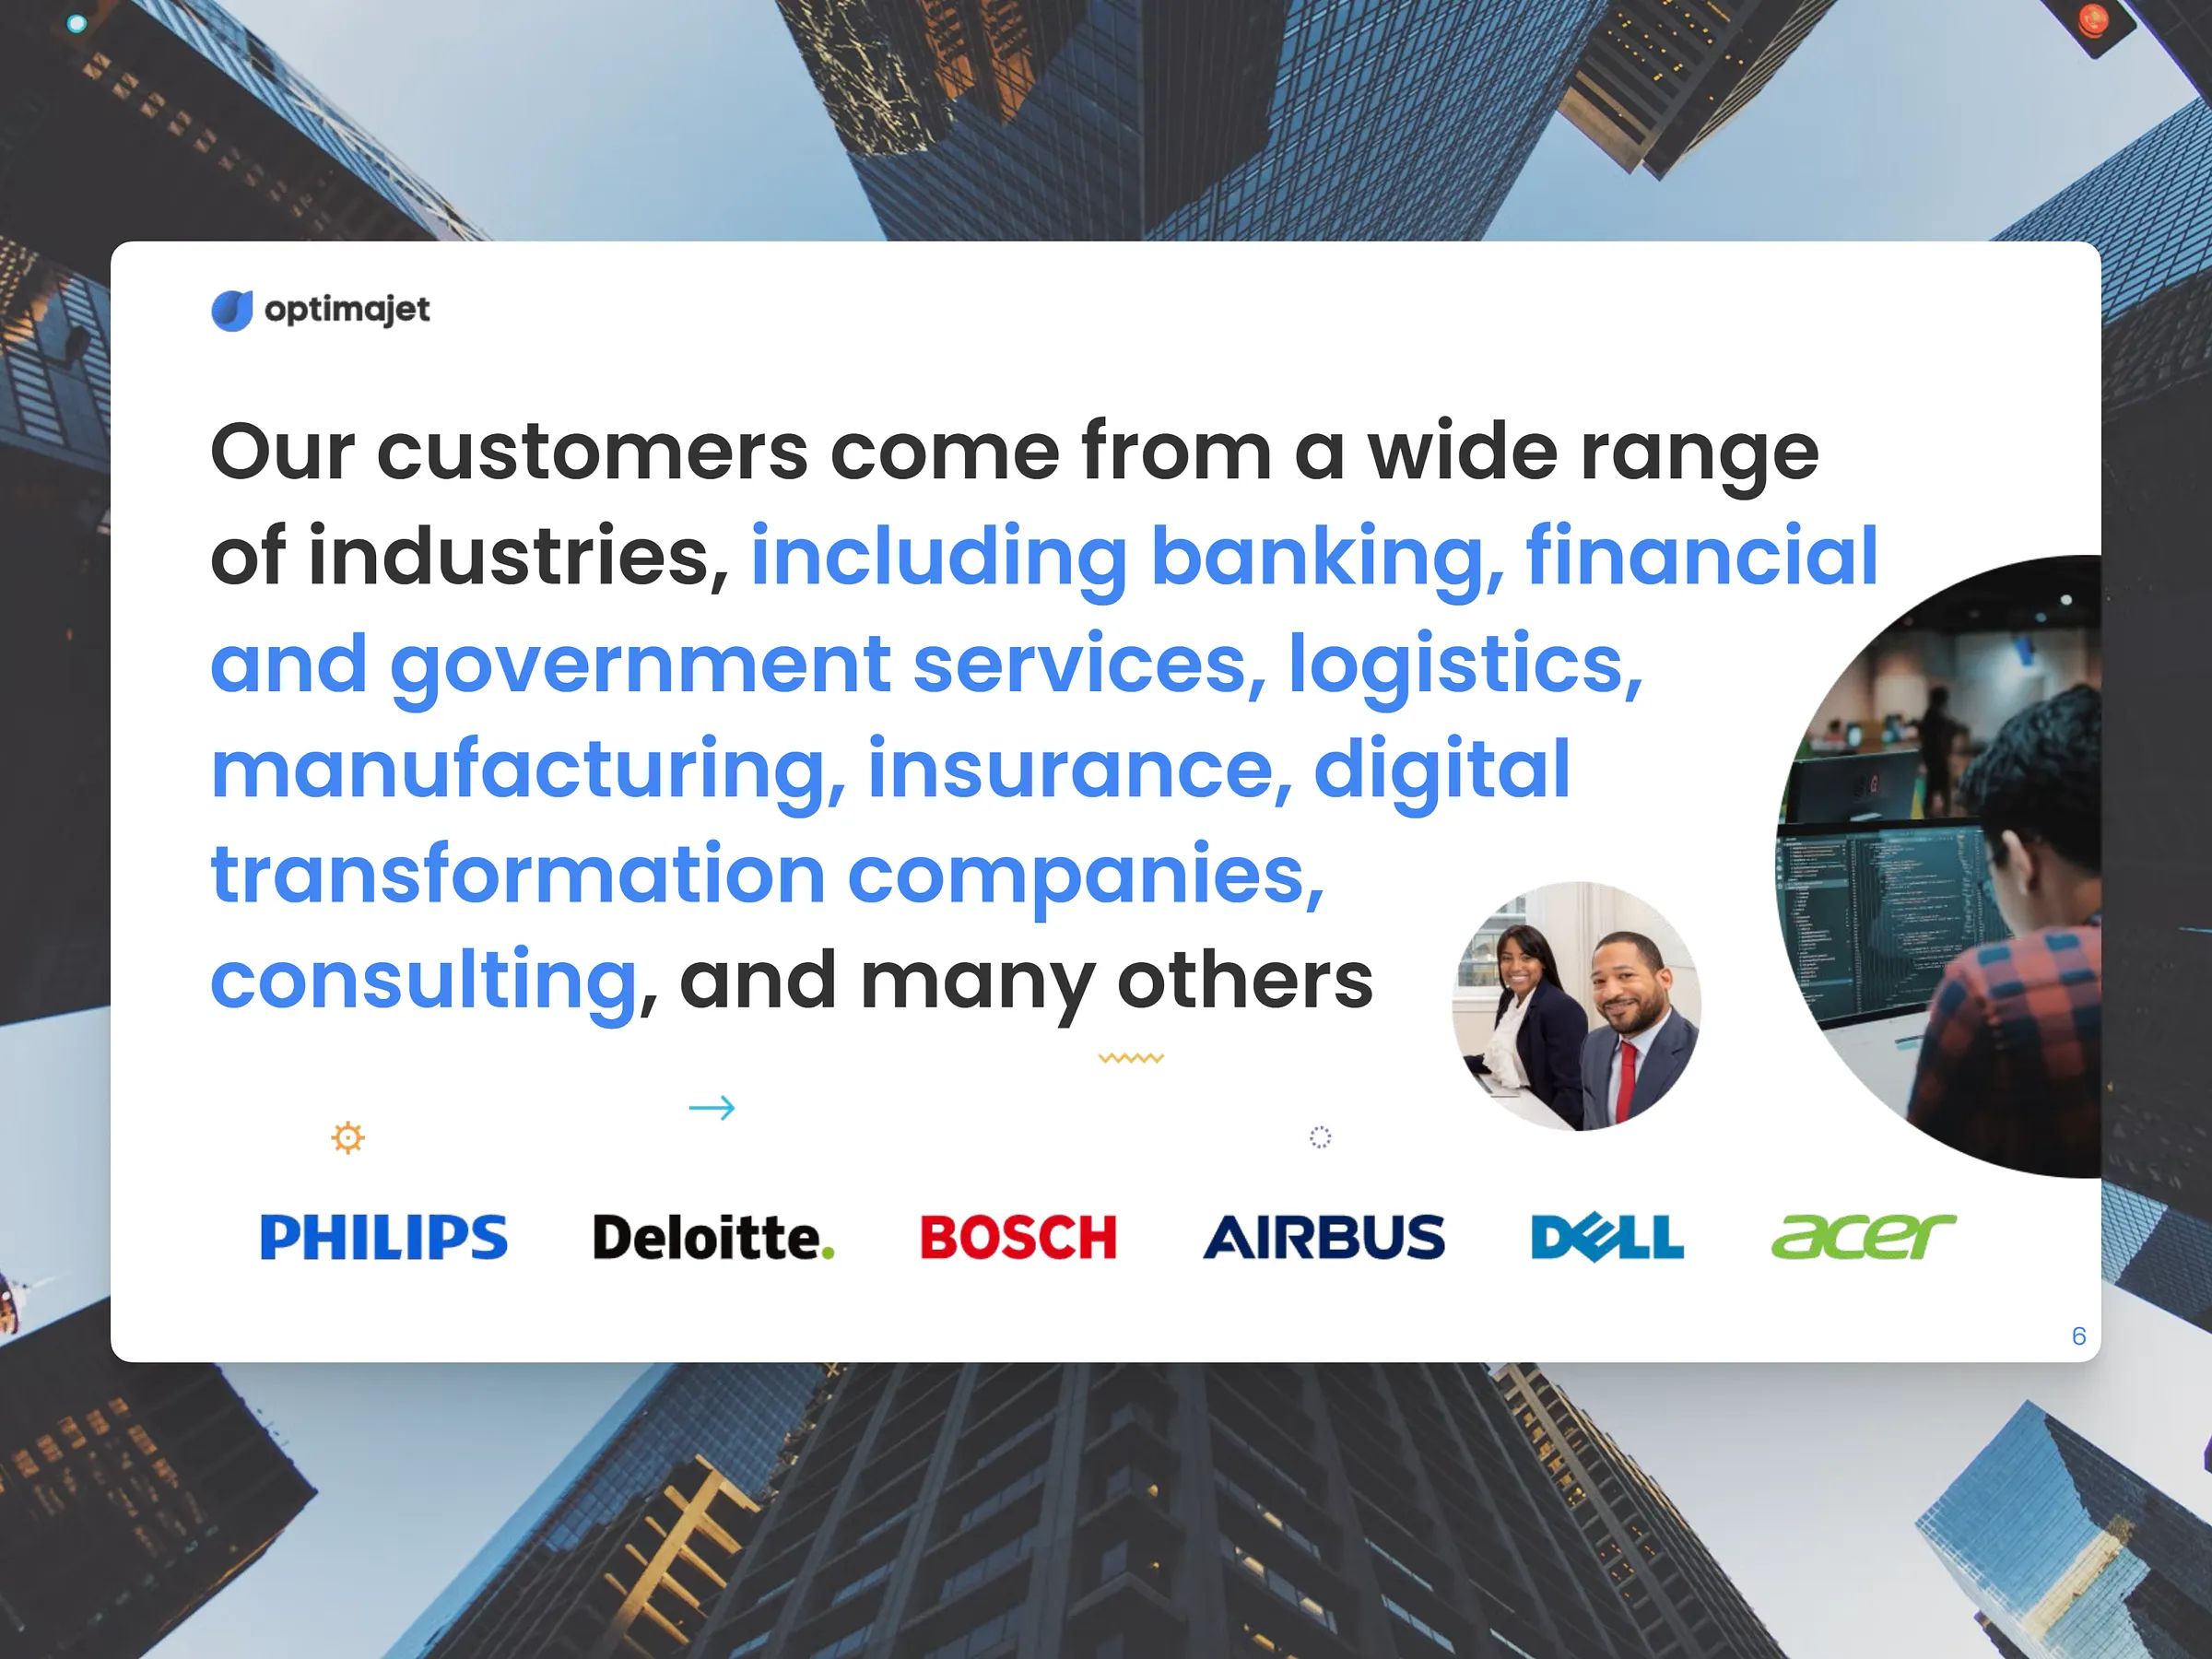 optimajet
Our customers come from a wide range
of industries, including banking, financial
and government services, logistics,
manufacturing, insurance, digital
transformation companies,
consulting, and many others
PHILIPS
Deloitte.
BOSCH
AIRBUS
DELL
acer
6